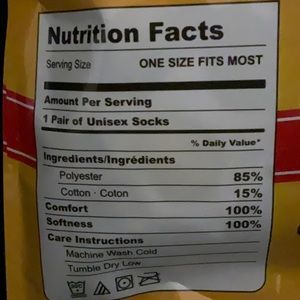 Nutrition Facts
Serving Size ONE SIZE FITS MOST
Amount Per Serving
1 Pair of Unisex Socks
% Daily Value*
Ingredients/Ingrédients
Polyester 85%
Cotton · Coton 15%
Comfort 100%
Softness 100%
Care Instructions
Machine Wash Cold
Tumble Dry Low